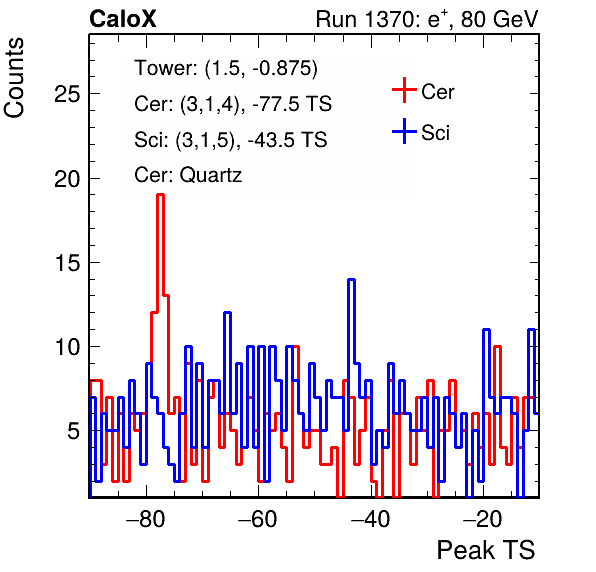 CaloX Run 1370: e⁺, 80 GeV
Counts
Tower: (1.5, -0.875)
Cer: (3,1,4), -77.5 TS
Sci: (3,1,5), -43.5 TS
Cer: Quartz
Cer
Sci
25
20
15
10
5
−80 −60 −40 −20
Peak TS